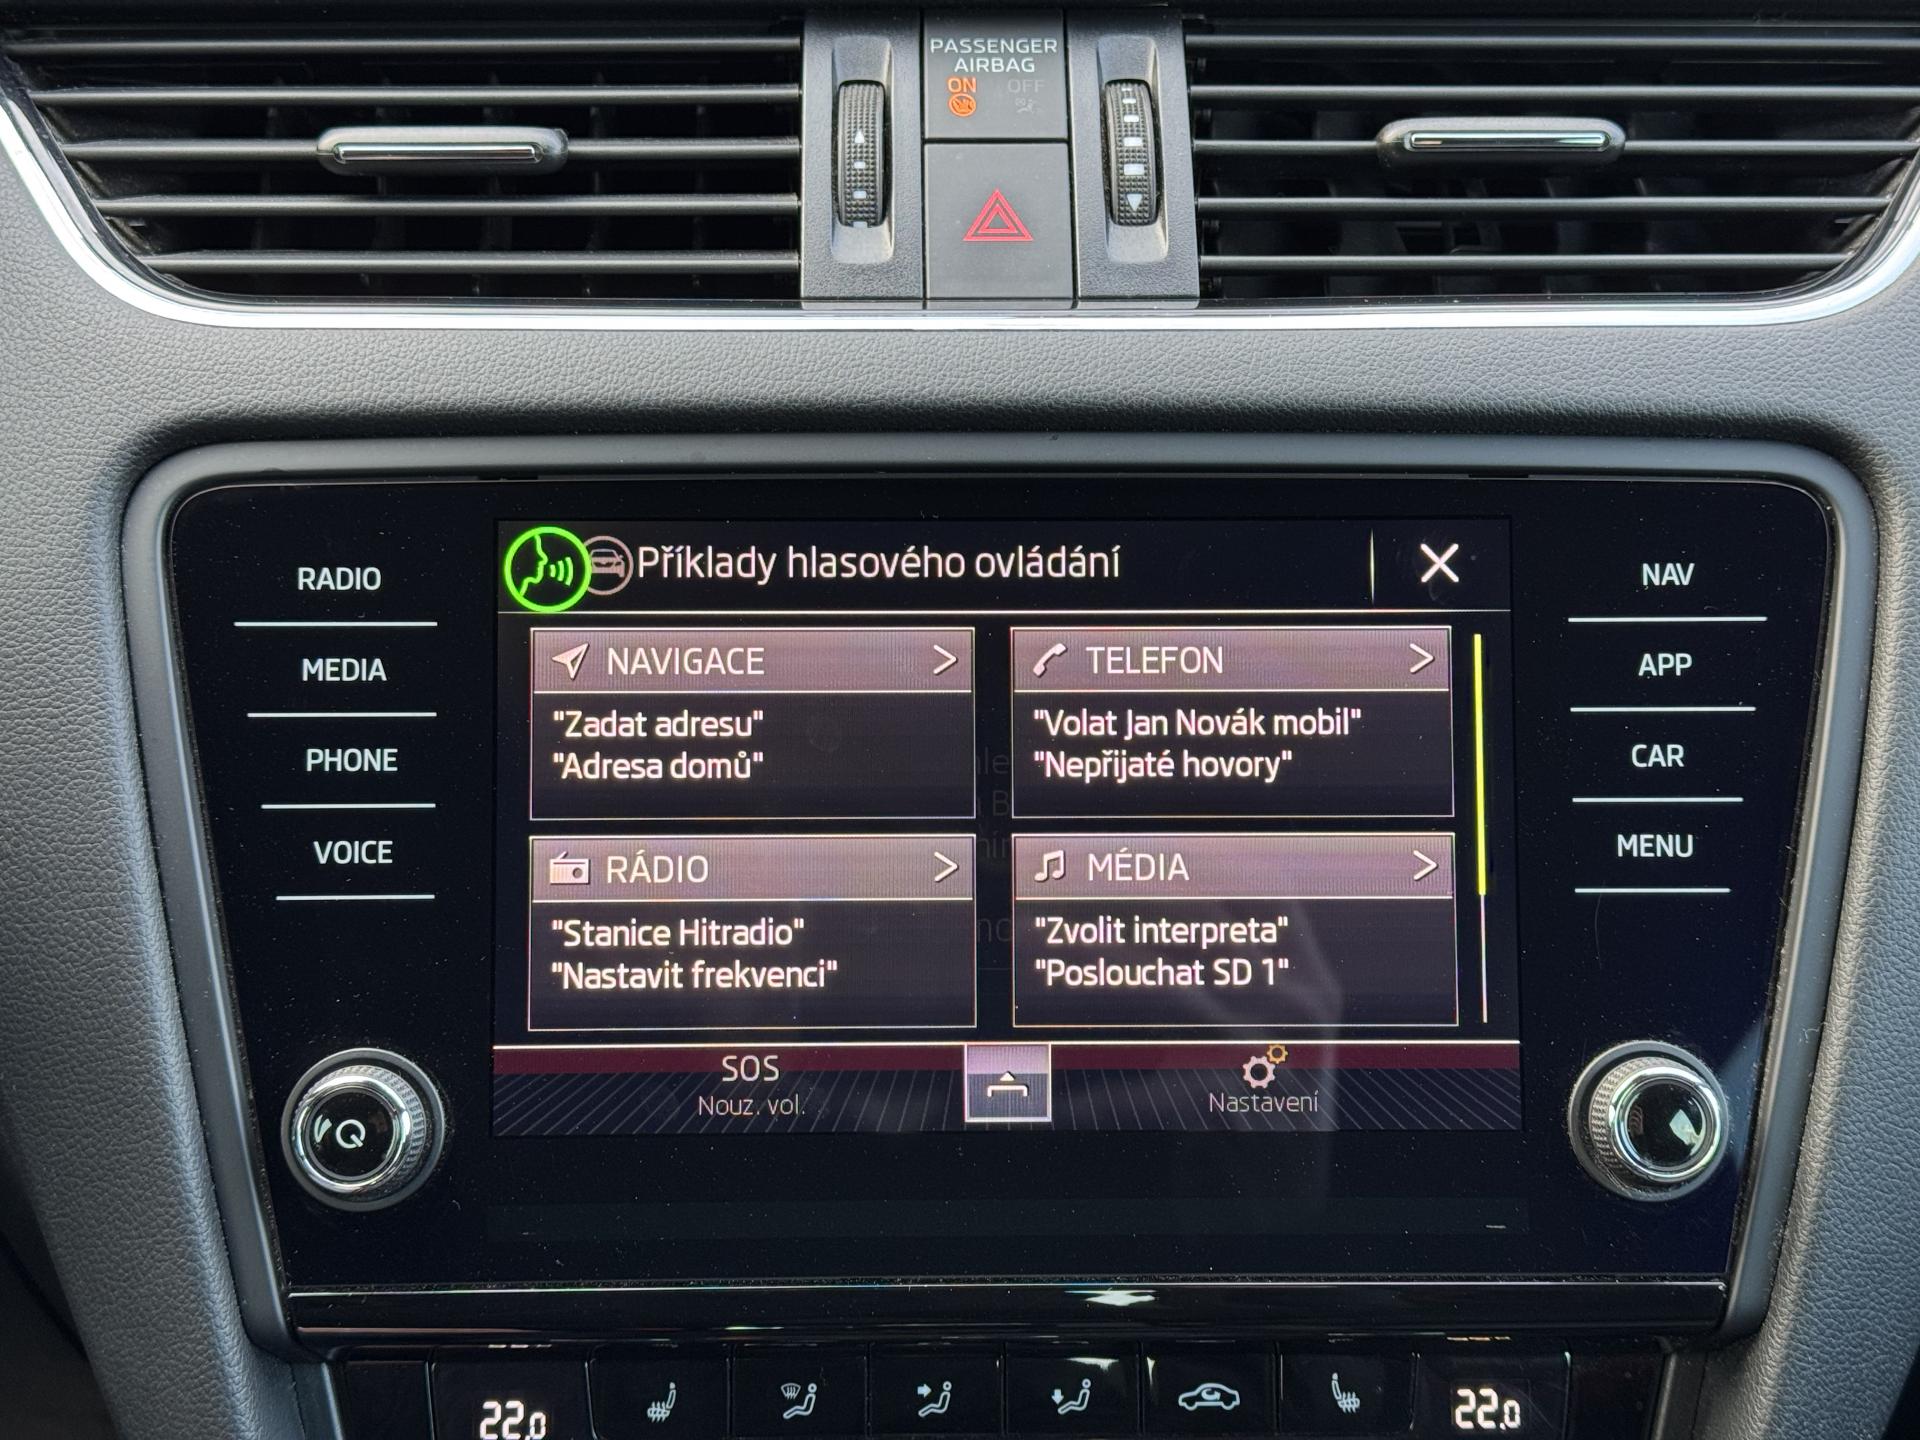 PASSENGER
AIRBAG
ON OFF
Příklady hlasového ovládání
RADIO
MEDIA
PHONE
VOICE
NAVIGACE
"Zadat adresu"
"Adresa domů"
TELEFON
"Volat Jan Novák mobil"
"Nepřijaté hovory"
RÁDIO
"Stanice Hitradio"
"Nastavit frekvenci"
MÉDIA
"Zvolit interpreta"
"Poslouchat SD 1"
SOS
Nouz. vol.
Nastavení
NAV
APP
CAR
MENU
22.0
22.0